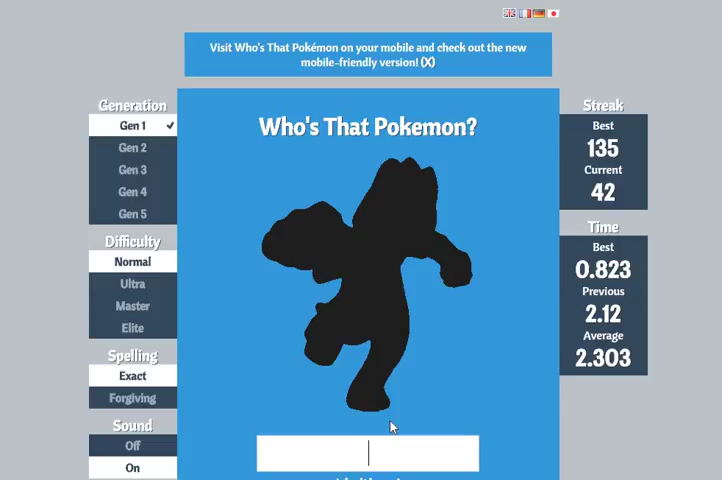 Visit Who's That Pokémon on your mobile and check out the new
mobile-friendly version! (X)
Generation
Gen 1 ✓
Gen 2
Gen 3
Gen 4
Gen 5
Difficulty
Normal
Ultra
Master
Elite
Spelling
Exact
Forgiving
Sound
Off
On
Who's That Pokemon?
Streak
Best
135
Current
42
Time
Best
0.823
Previous
2.12
Average
2.303